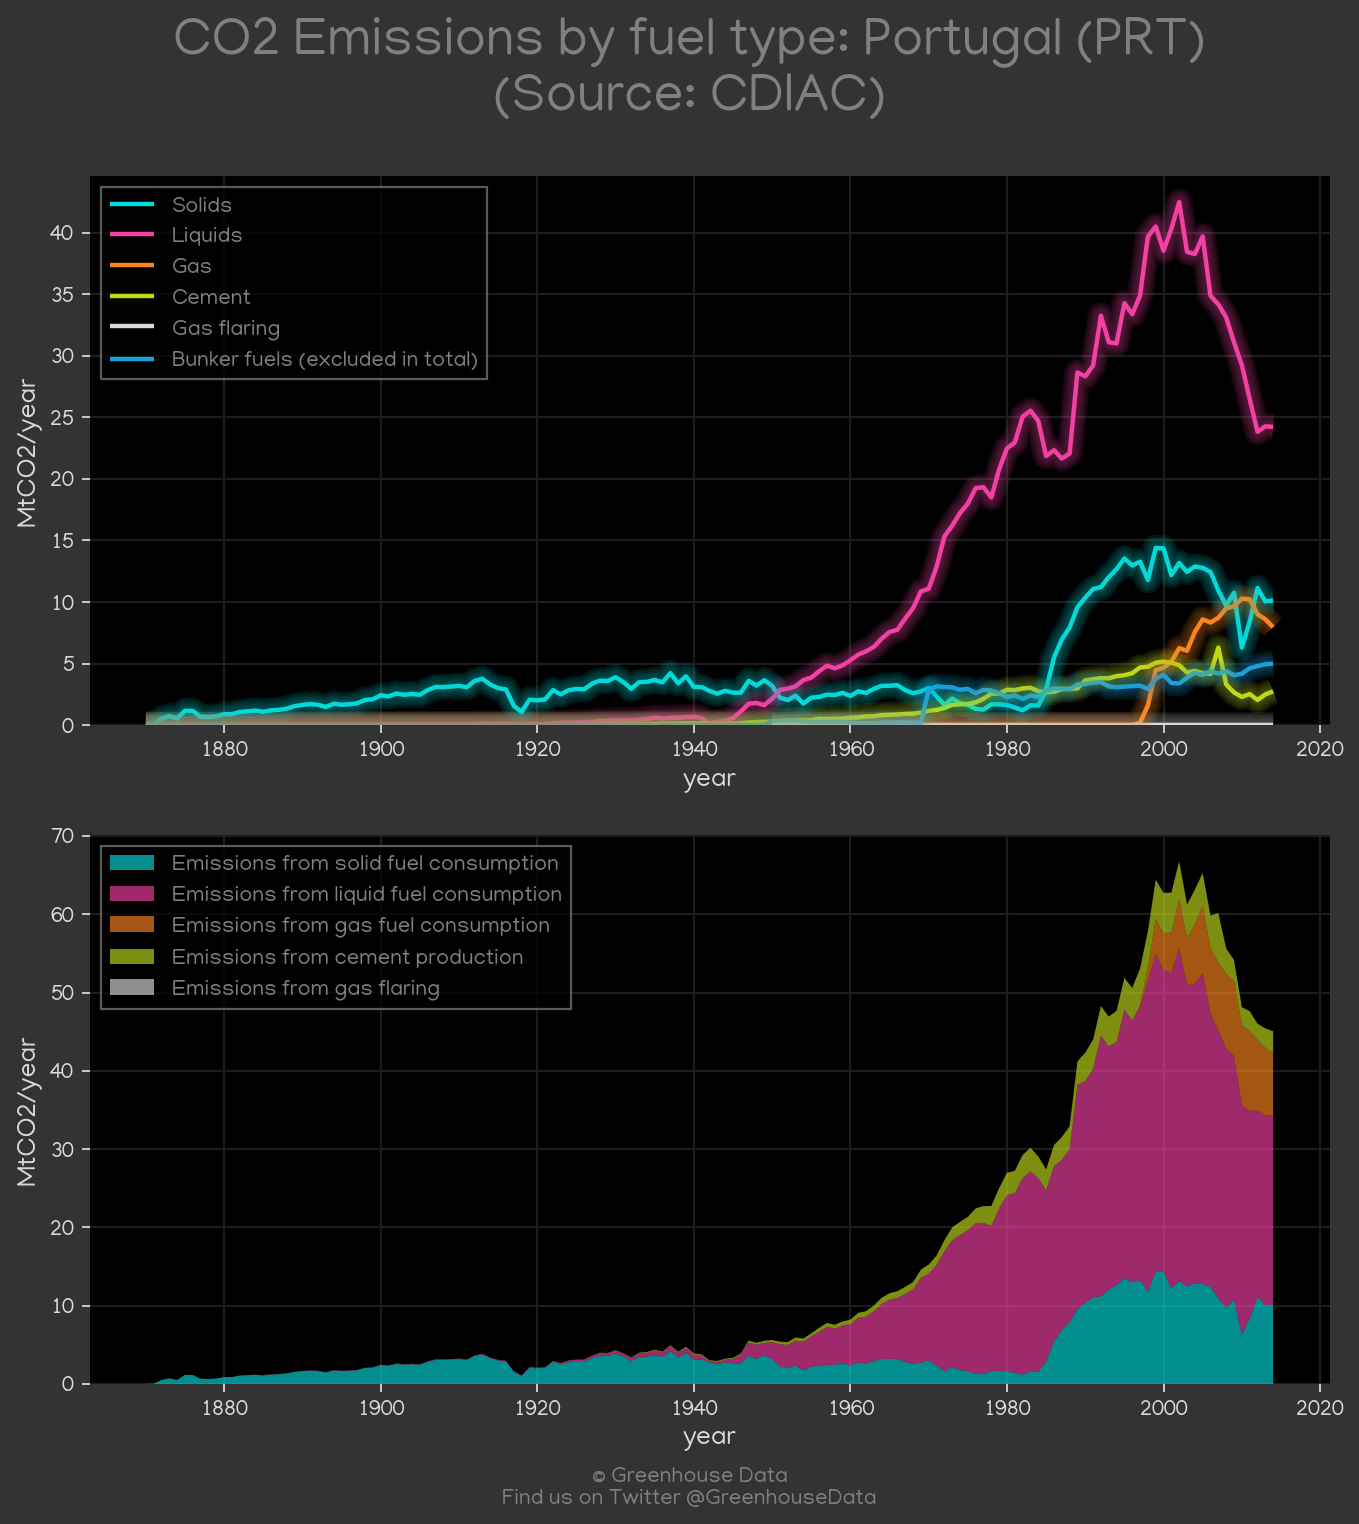 CO2 Emissions by fuel type: Portugal (PRT)
(Source: CDIAC)
Solids
Liquids
Gas
Cement
Gas flaring
Bunker fuels (excluded in total)
MtCO2/year
40
35
30
25
20
15
10
5
0
1880 1900 1920 1940 1960 1980 2000 2020
year
Emissions from solid fuel consumption
Emissions from liquid fuel consumption
Emissions from gas fuel consumption
Emissions from cement production
Emissions from gas flaring
MtCO2/year
70
60
50
40
30
20
10
0
1880 1900 1920 1940 1960 1980 2000 2020
year
© Greenhouse Data
Find us on Twitter @GreenhouseData